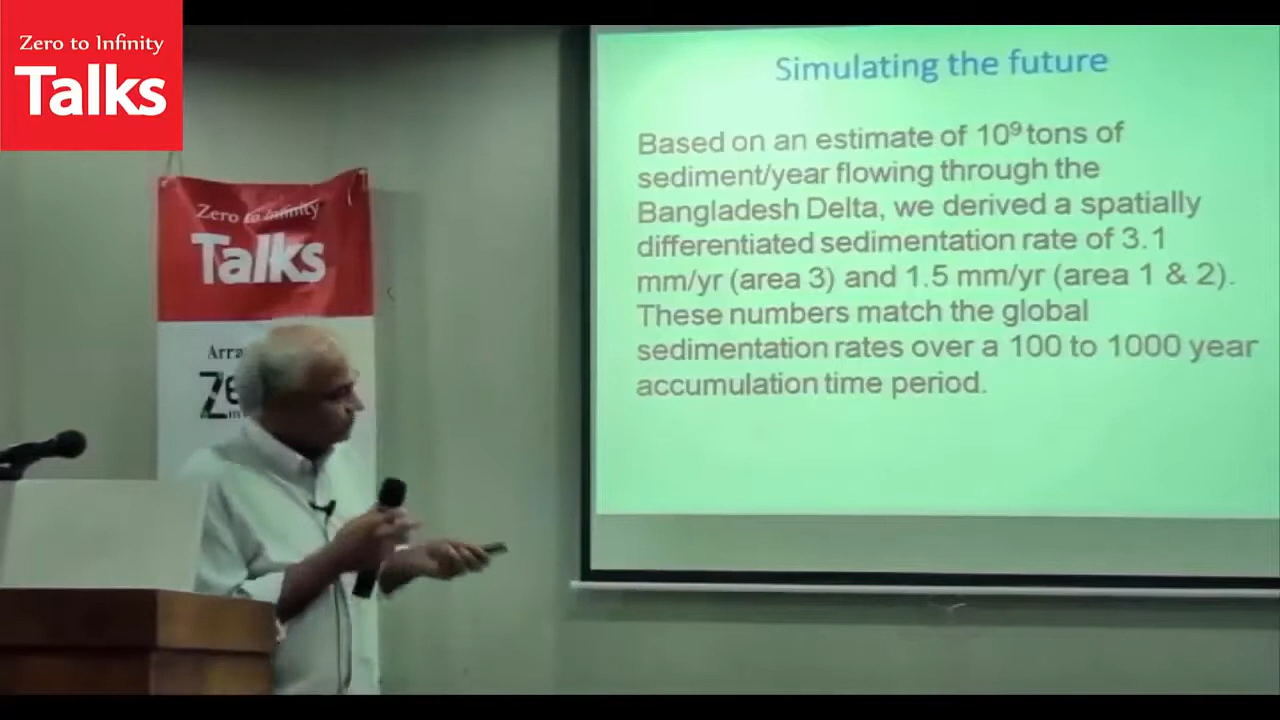 Zero to Infinity
Talks
Zero to Infinity
Talks
Simulating the future
Based on an estimate of 10⁹ tons of
sediment/year flowing through the
Bangladesh Delta, we derived a spatially
differentiated sedimentation rate of 3.1
mm/yr (area 3) and 1.5 mm/yr (area 1 & 2).
These numbers match the global
sedimentation rates over a 100 to 1000 year
accumulation time period.